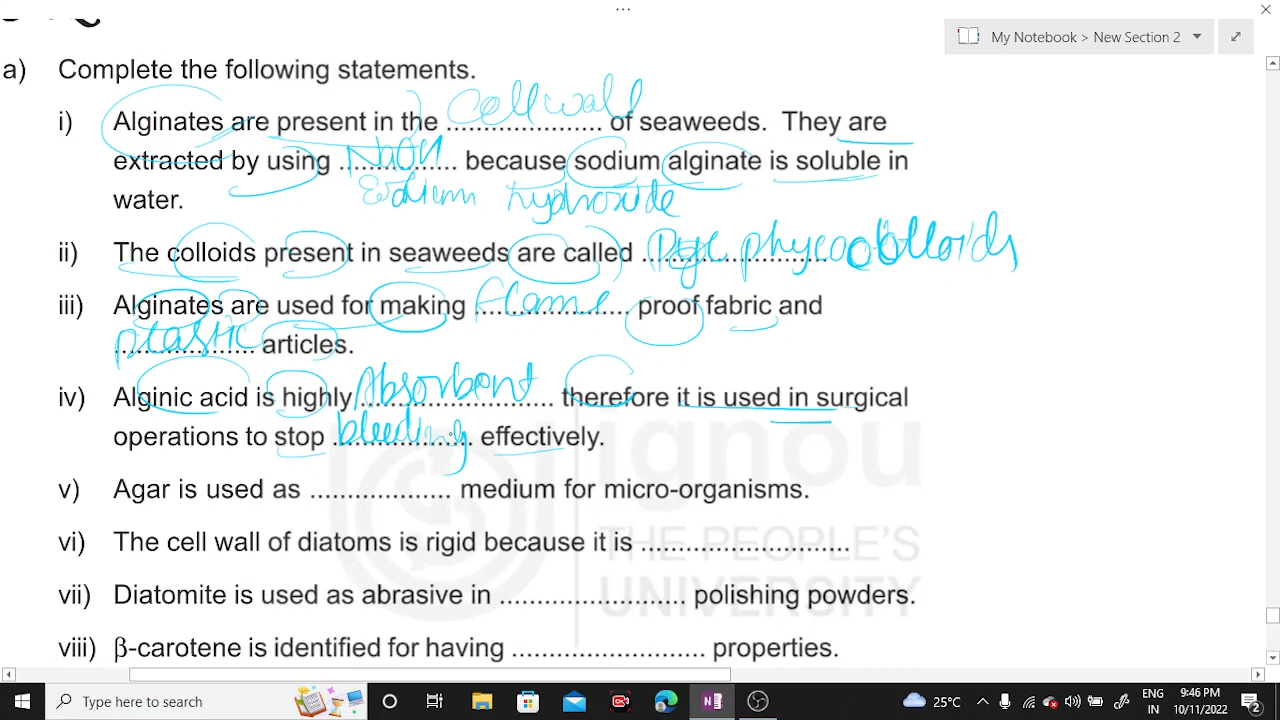 My Notebook > New Section 2
a) Complete the following statements.
i) Alginates are present in the cell wall of seaweeds. They are
extracted by using NaOH because sodium alginate is soluble in
water. Sodium hydroxide
ii) The colloids present in seaweeds are called phycocolloids
iii) Alginates are used for making flame proof fabric and
plastic articles.
iv) Alginic acid is highly Absorbent therefore it is used in surgical
operations to stop bleeding effectively.
v) Agar is used as ................... medium for micro-organisms.
vi) The cell wall of diatoms is rigid because it is ............................
vii) Diatomite is used as abrasive in ......................... polishing powders.
viii) β-carotene is identified for having .......................... properties.
ignou
THE PEOPLE'S
UNIVERSITY
Type here to search
25°C
ENG
IN
9:46 PM
10/11/2022
2